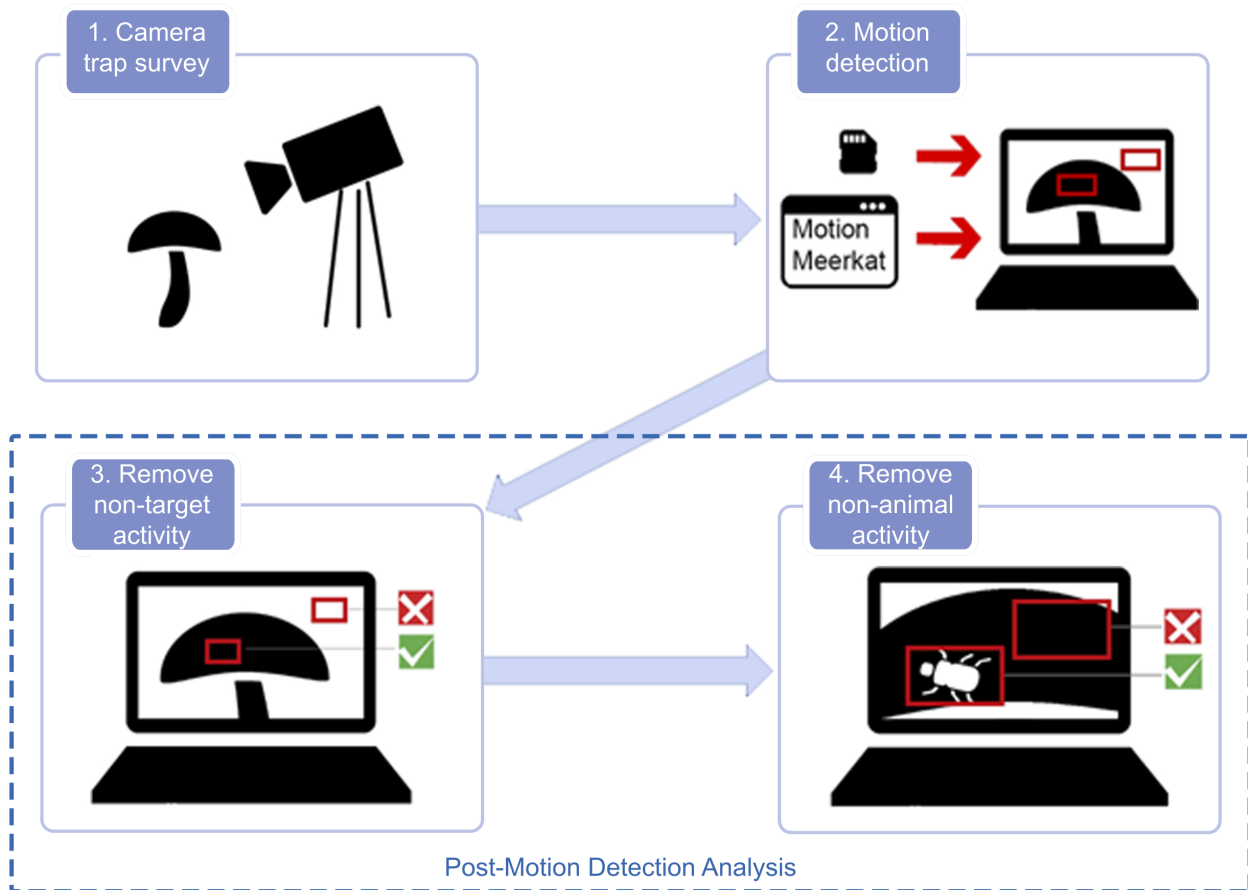 1. Camera
trap survey
2. Motion
detection
Motion
Meerkat
3. Remove
non-target
activity
4. Remove
non-animal
activity
Post-Motion Detection Analysis